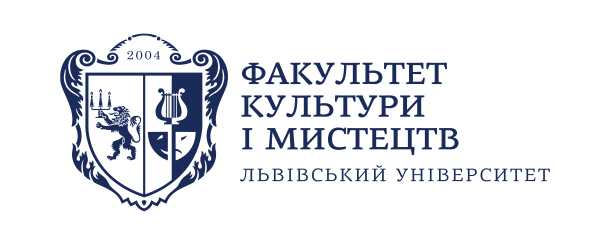 2004
ФАКУЛЬТЕТ
КУЛЬТУРИ
І МИСТЕЦТВ
ЛЬВІВСЬКИЙ УНІВЕРСИТЕТ